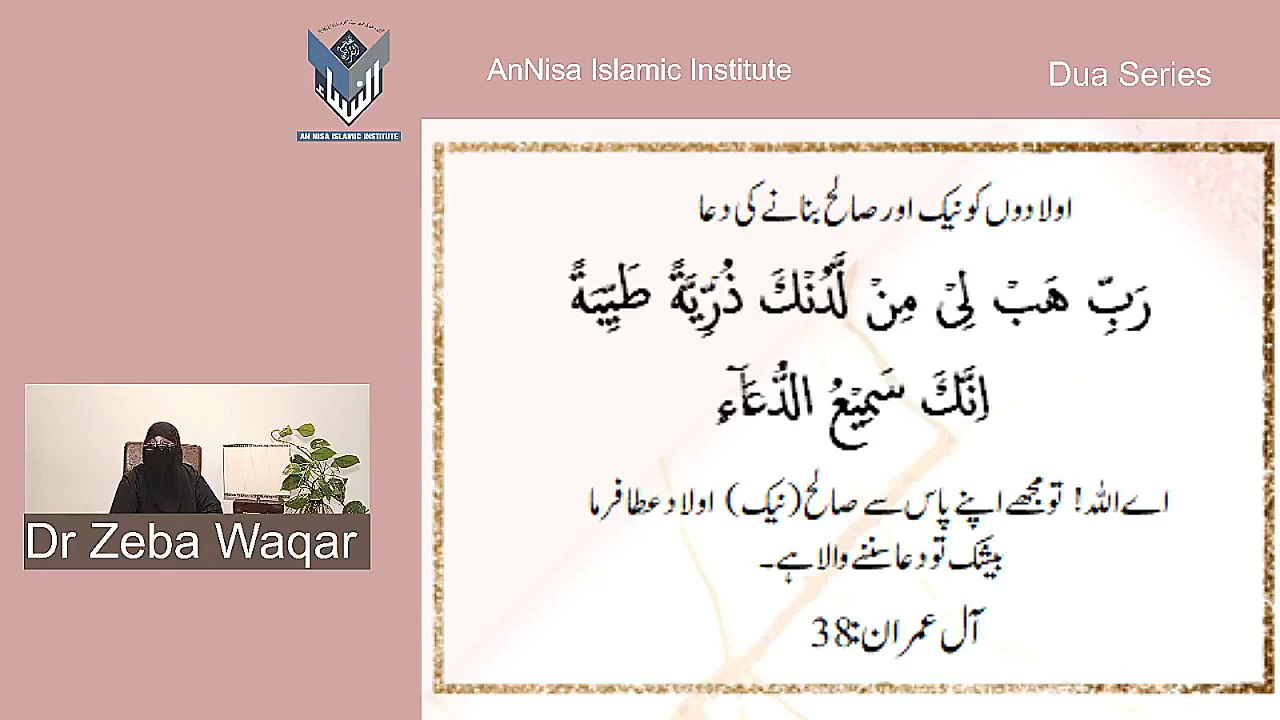 AnNisa Islamic Institute
Dua Series
النساء
AN NISA ISLAMIC INSTITUTE
اولادوں کو نیک اور صالح بنانے کی دعا
رَبِّ هَبْ لِیْ مِنْ لَّدُنْكَ ذُرِّیَّةً طَیِّبَةً
اِنَّكَ سَمِیْعُ الدُّعَآءِ
اے اللہ! تو مجھے اپنے پاس سے صالح (نیک) اولاد عطا فرما
بیشک تو دعا سننے والا ہے۔
آل عمران:38
Dr Zeba Waqar